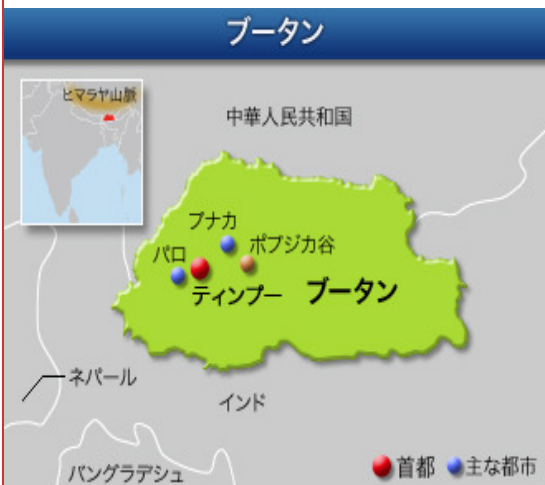 ブータン
ヒマラヤ山脈
中華人民共和国
プナカ
ポブジカ谷
パロ
ティンプー
ブータン
ネパール
インド
バングラデシュ
首都 主な都市